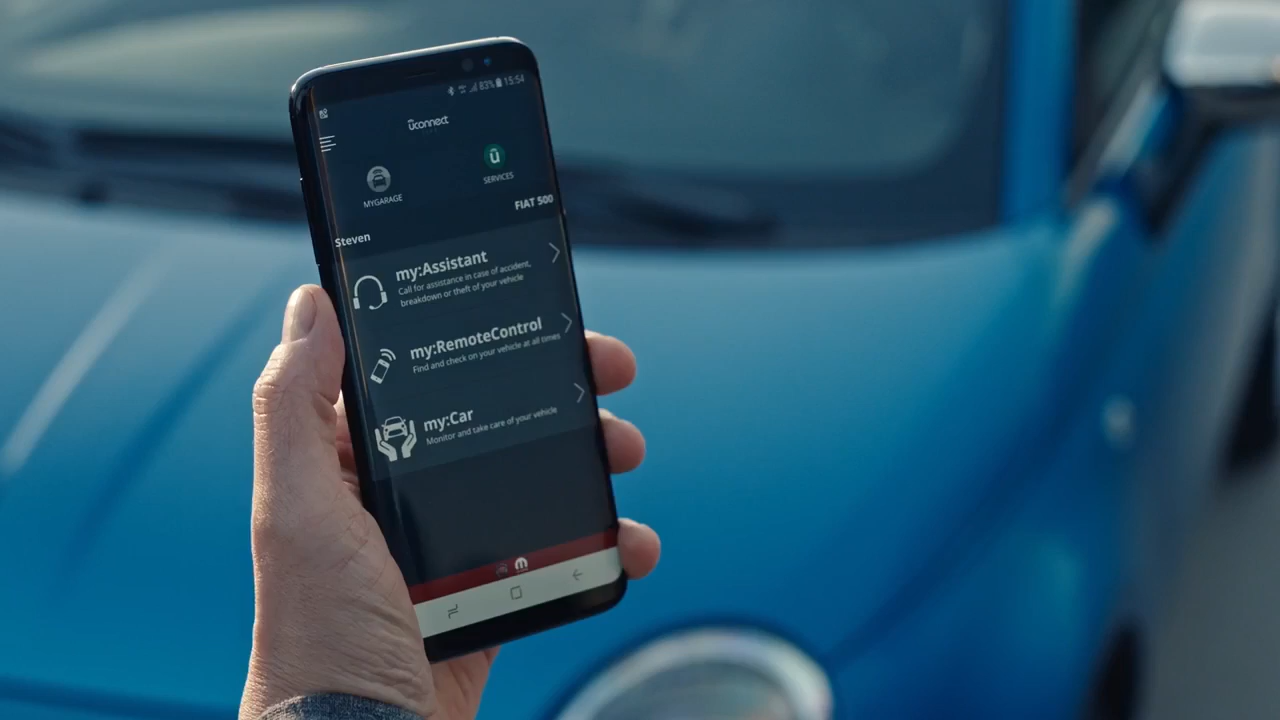 83% 15:54
uconnect
MYGARAGE
SERVICES
FIAT 500
Steven
my:Assistant
Call for assistance in case of accident,
breakdown or theft of your vehicle
my:RemoteControl
Find and check on your vehicle at all times
my:Car
Monitor and take care of your vehicle